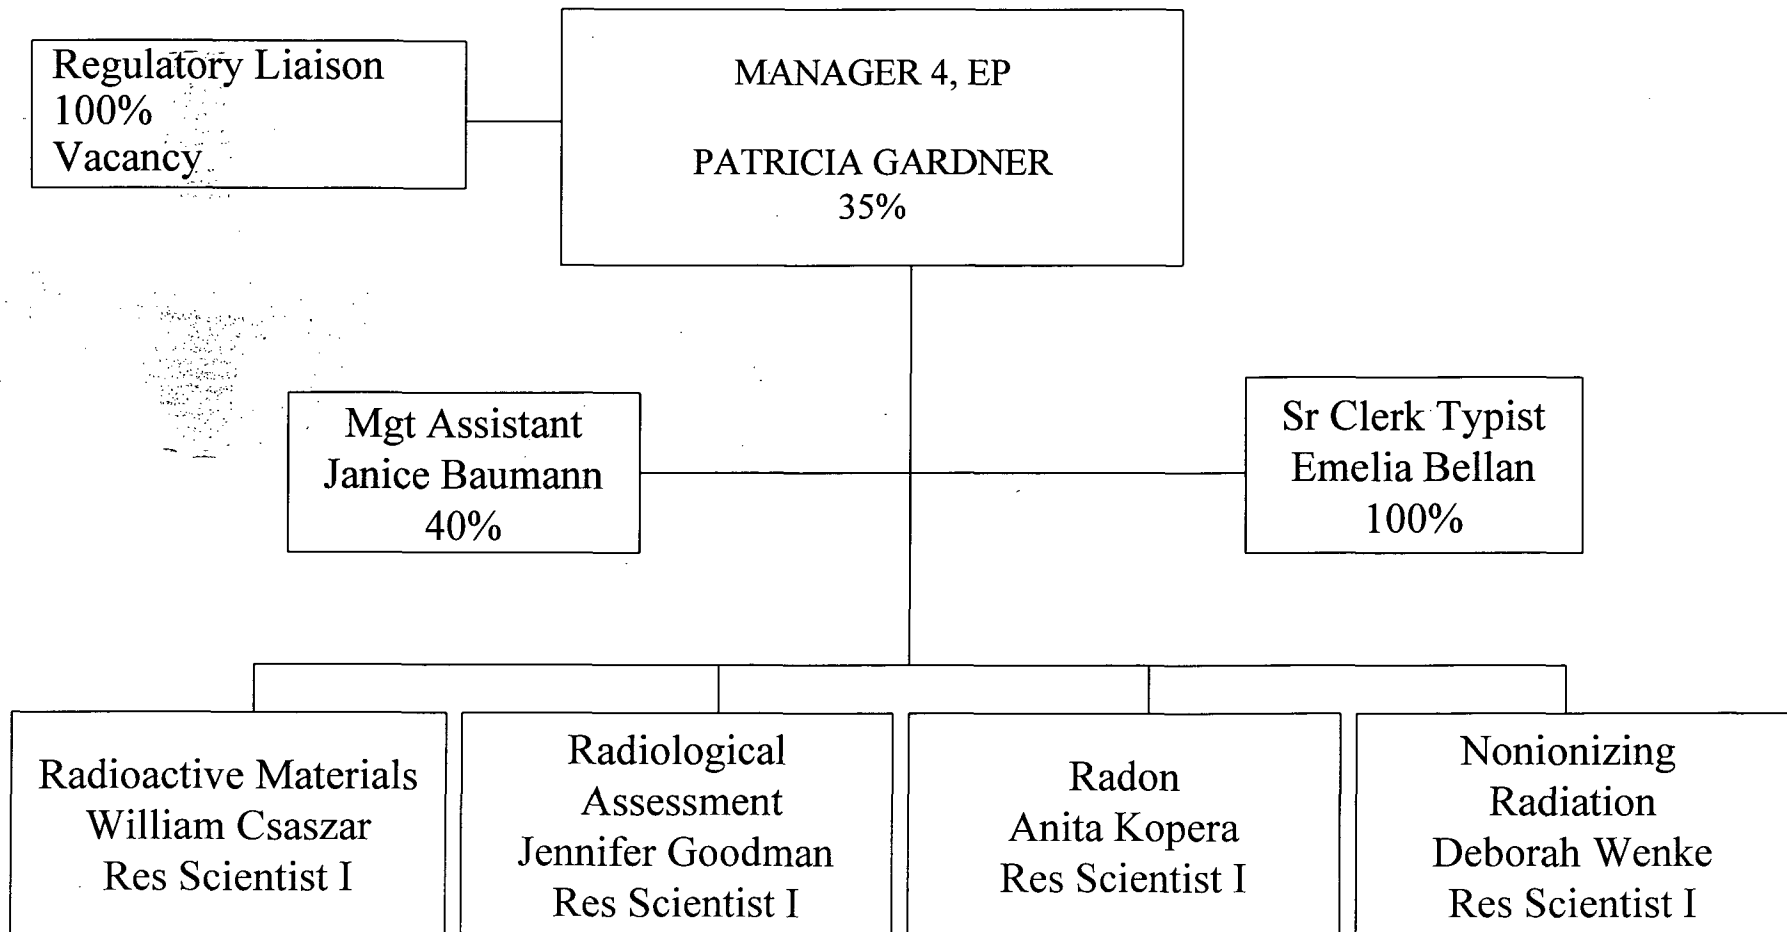 Regulatory Liaison
100%
Vacancy
MANAGER 4, EP
PATRICIA GARDNER
35%
Mgt Assistant
Janice Baumann
40%
Sr Clerk Typist
Emelia Bellan
100%
Radioactive Materials
William Csaszar
Res Scientist I
Radiological
Assessment
Jennifer Goodman
Res Scientist I
Radon
Anita Kopera
Res Scientist I
Nonionizing
Radiation
Deborah Wenke
Res Scientist I